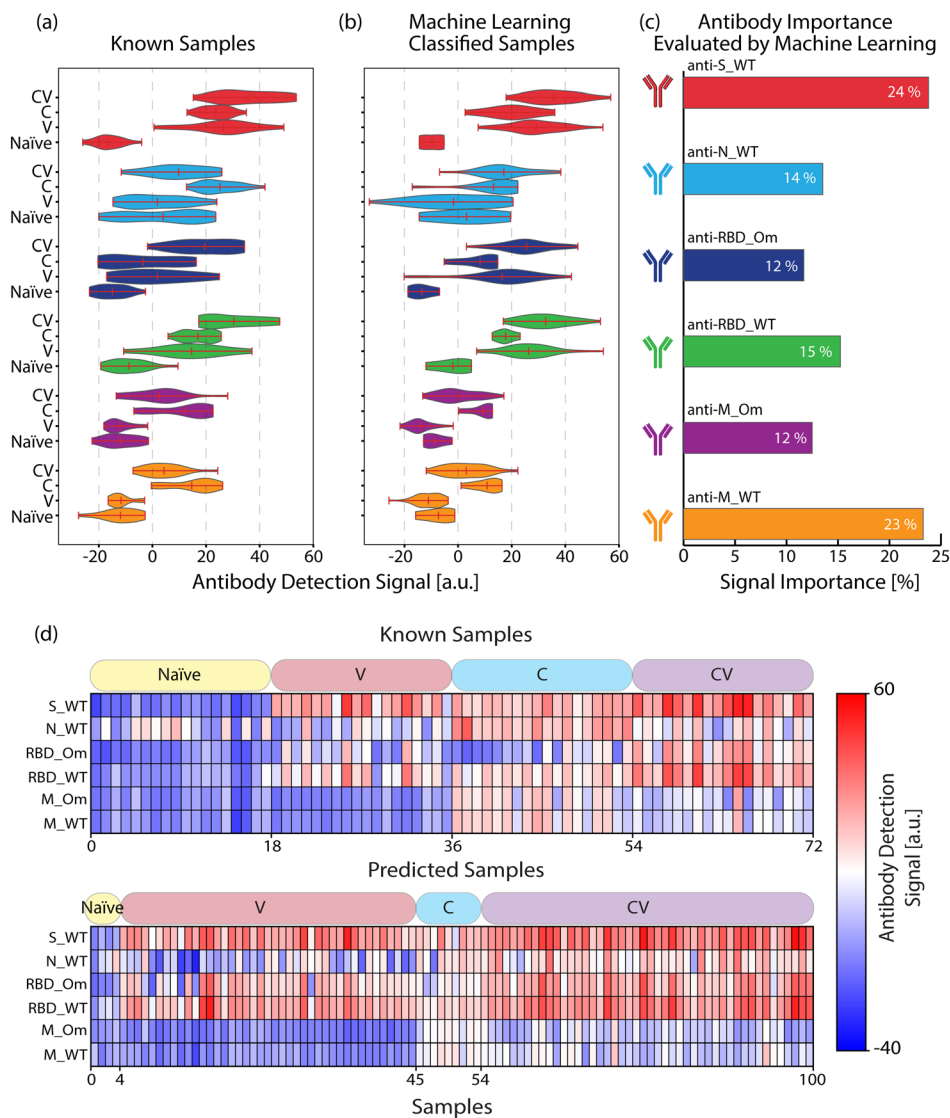 (a)
Known Samples
(b)
Machine Learning
Classified Samples
(c)
Antibody Importance
Evaluated by Machine Learning
CV
C
V
Naïve
CV
C
V
Naïve
CV
C
V
Naïve
CV
C
V
Naïve
CV
C
V
Naïve
CV
C
V
Naïve
-20 0 20 40 60
-20 0 20 40 60
Antibody Detection Signal [a.u.]
anti-S_WT
24 %
anti-N_WT
14 %
anti-RBD_Om
12 %
anti-RBD_WT
15 %
anti-M_Om
12 %
anti-M_WT
23 %
0 5 10 15 20 25
Signal Importance [%]
(d)
Known Samples
Naïve V C CV
S_WT
N_WT
RBD_Om
RBD_WT
M_Om
M_WT
0 18 36 54 72
Predicted Samples
Naïve V C CV
S_WT
N_WT
RBD_Om
RBD_WT
M_Om
M_WT
0 4 45 54 100
Samples
60
Antibody Detection
Signal [a.u.]
-40